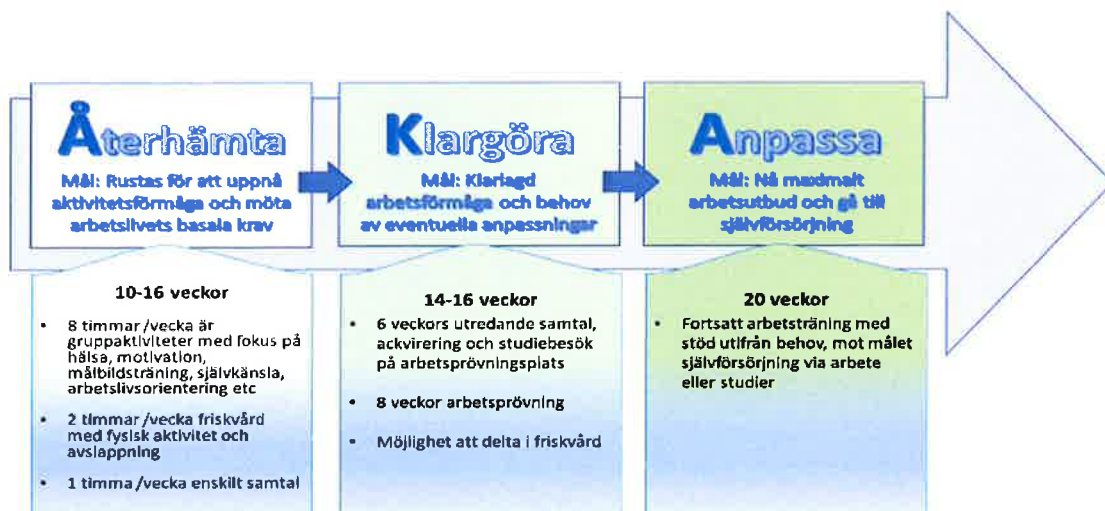 Återhämta
Mål: Rustas för att uppnå
aktivitetsförmåga och möta
arbetslivets basala krav
Klargöra
Mål: Klarlagd
arbetsförmåga och behov
av eventuella anpassningar
Anpassa
Mål: Nå maximalt
arbetsutbud och gå till
självförsörjning
10-16 veckor
• 8 timmar/vecka är
gruppaktiviteter med fokus på
hälsa, motivation,
målbildsträning, självkänsla,
arbetslivsorientering etc
• 2 timmar/vecka friskvård
med fysisk aktivitet och
avslappning
• 1 timma/vecka enskilt samtal
14-16 veckor
• 6 veckors utredande samtal,
ackvirering och studiebesök
på arbetsprövningsplats
• 8 veckor arbetsprövning
• Möjlighet att delta i friskvård
20 veckor
• Fortsatt arbetsträning med
stöd utifrån behov, mot målet
självförsörjning via arbete
eller studier